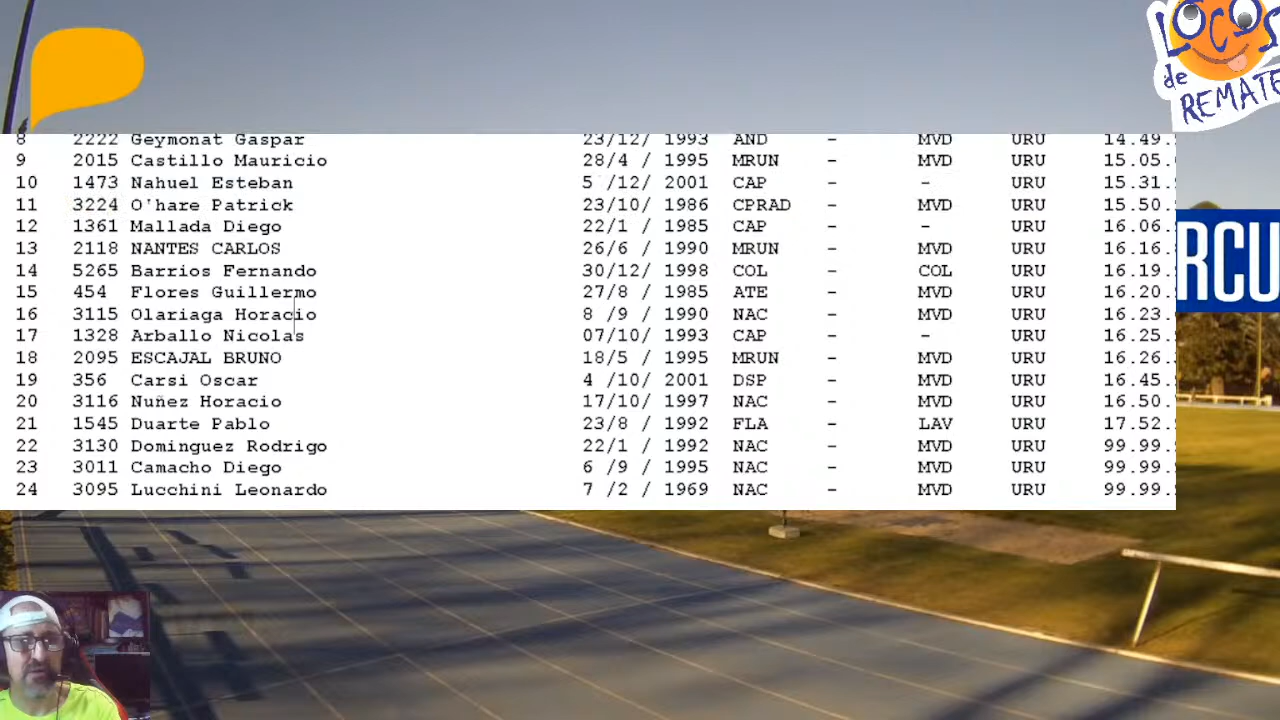 LOCOS
de
REMATE
8 2222 Geymonat Gaspar 23/12/ 1993 AND - MVD URU 14.49.
9 2015 Castillo Mauricio 28/4 / 1995 MRUN - MVD URU 15.05.
10 1473 Nahuel Esteban 5 /12/ 2001 CAP - - URU 15.31.
11 3224 O'hare Patrick 23/10/ 1986 CPRAD - MVD URU 15.50.
12 1361 Mallada Diego 22/1 / 1985 CAP - - URU 16.06.
13 2118 NANTES CARLOS 26/6 / 1990 MRUN - MVD URU 16.16.
14 5265 Barrios Fernando 30/12/ 1998 COL - COL URU 16.19.
15 454 Flores Guillermo 27/8 / 1985 ATE - MVD URU 16.20.
16 3115 Olariaga Horacio 8 /9 / 1990 NAC - MVD URU 16.23.
17 1328 Arballo Nicolas 07/10/ 1993 CAP - - URU 16.25.
18 2095 ESCAJAL BRUNO 18/5 / 1995 MRUN - MVD URU 16.26.
19 356 Carsi Oscar 4 /10/ 2001 DSP - MVD URU 16.45.
20 3116 Nuñez Horacio 17/10/ 1997 NAC - MVD URU 16.50.
21 1545 Duarte Pablo 23/8 / 1992 FLA - LAV URU 17.52.
22 3130 Dominguez Rodrigo 22/1 / 1992 NAC - MVD URU 99.99.
23 3011 Camacho Diego 6 /9 / 1995 NAC - MVD URU 99.99.
24 3095 Lucchini Leonardo 7 /2 / 1969 NAC - MVD URU 99.99.
RCU